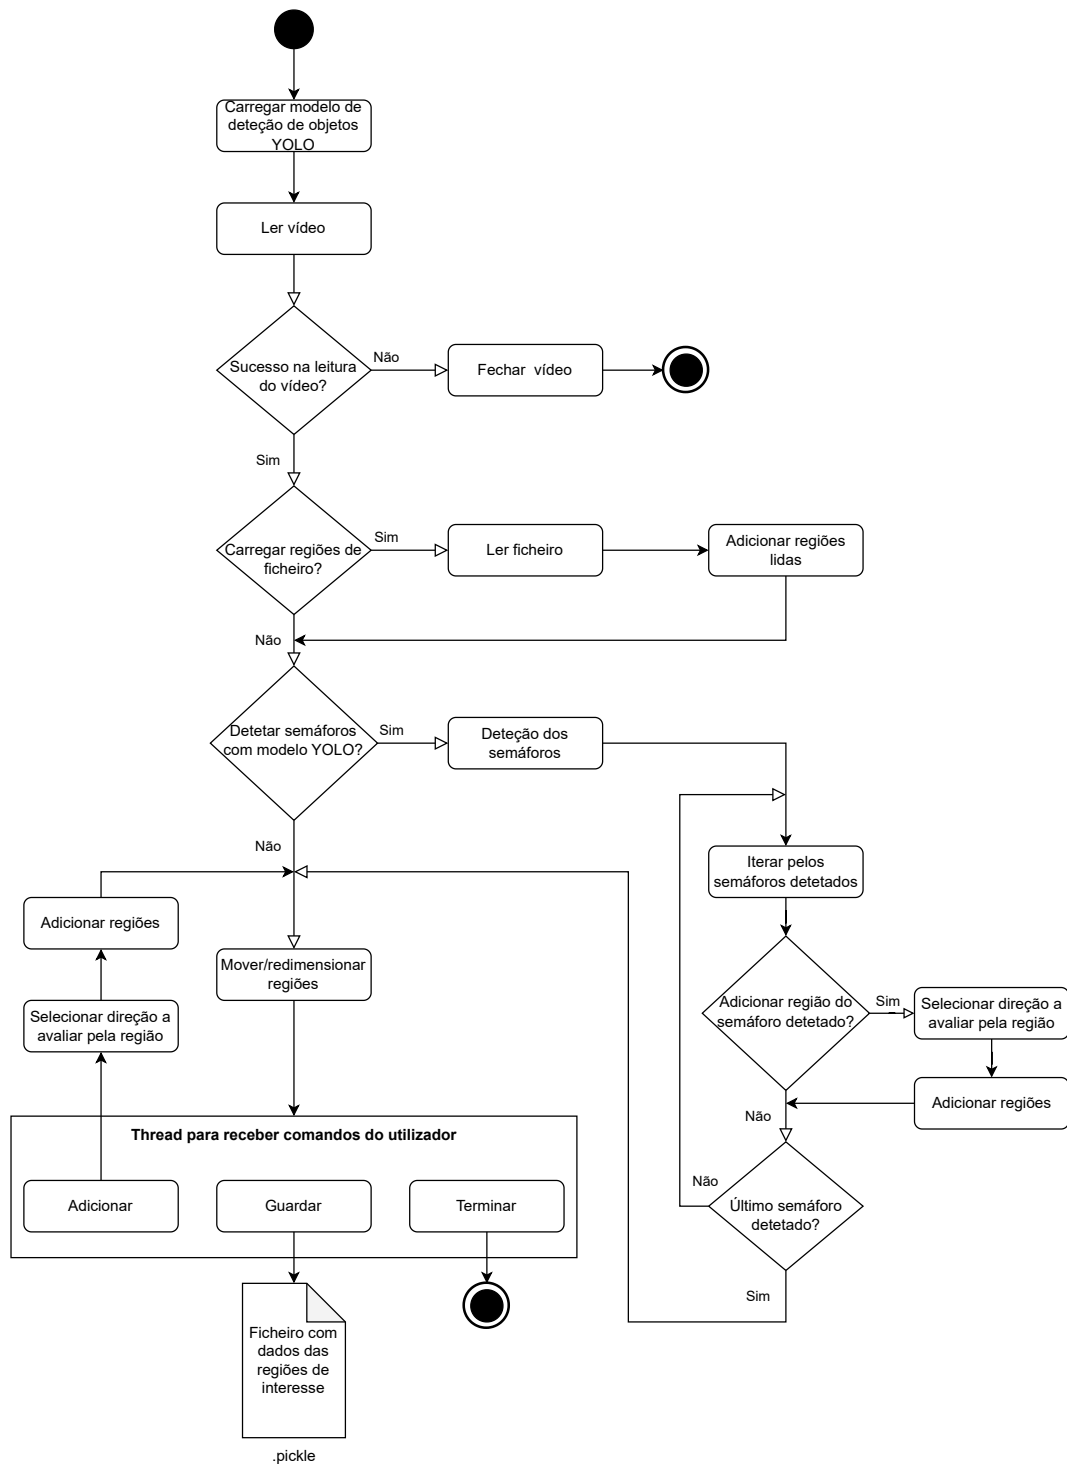 Carregar modelo de
deteção de objetos
YOLO
Ler vídeo
Sucesso na leitura
do vídeo?
Não
Fechar vídeo
Sim
Carregar regiões de
ficheiro?
Sim
Ler ficheiro
Adicionar regiões
lidas
Não
Detetar semáforos
com modelo YOLO?
Sim
Deteção dos
semáforos
Não
Iterar pelos
semáforos detetados
Adicionar regiões
Mover/redimensionar
regiões
Adicionar região do
semáforo detetado?
Sim
Selecionar direção a
avaliar pela região
Selecionar direção a
avaliar pela região
Adicionar regiões
Não
Thread para receber comandos do utilizador
Adicionar
Guardar
Terminar
Não
Último semáforo
detetado?
Sim
Ficheiro com
dados das
regiões de
interesse
.pickle